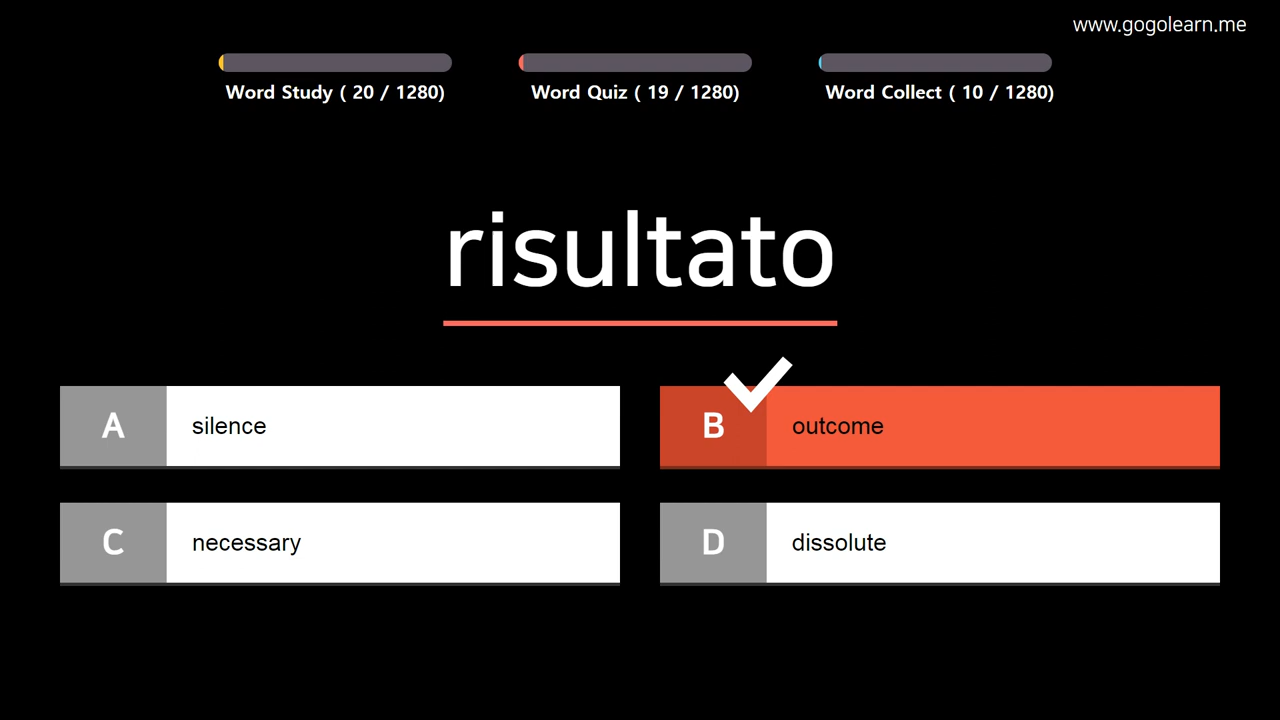 www.gogolearn.me
Word Study ( 20 / 1280)
Word Quiz ( 19 / 1280)
Word Collect ( 10 / 1280)
risultato
A silence
B outcome
C necessary
D dissolute